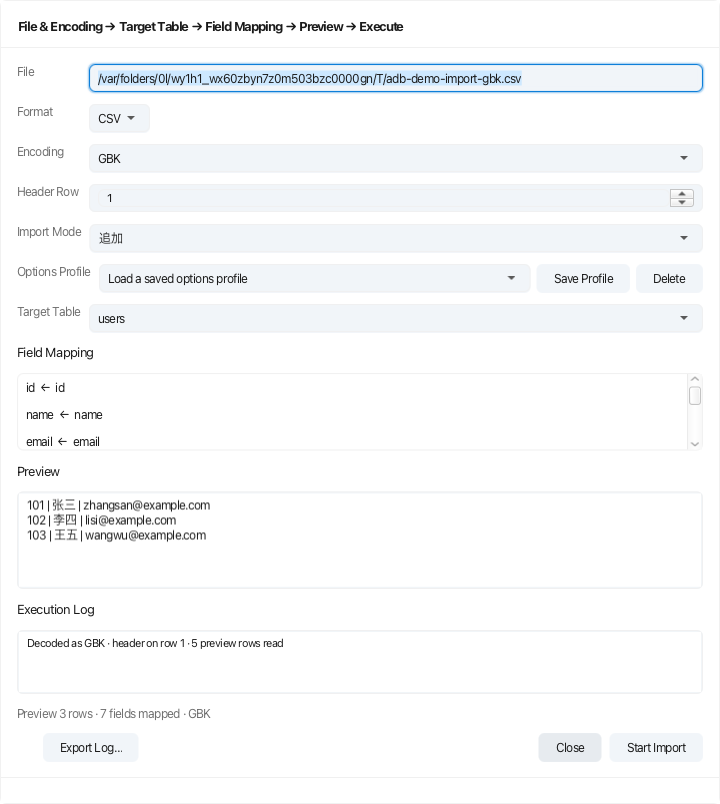 File & Encoding → Target Table → Field Mapping → Preview → Execute
File
/var/folders/0l/wy1h1_wx60zbyn7z0m503bzc0000gn/T/adb-demo-import-gbk.csv
Format
CSV
Encoding
GBK
Header Row
1
Import Mode
追加
Options Profile
Load a saved options profile
Save Profile
Delete
Target Table
users
Field Mapping
id ← id
name ← name
email ← email
Preview
101 | 张三 | zhangsan@example.com
102 | 李四 | lisi@example.com
103 | 王五 | wangwu@example.com
Execution Log
Decoded as GBK · header on row 1 · 5 preview rows read
Preview 3 rows · 7 fields mapped · GBK
Export Log...
Close
Start Import